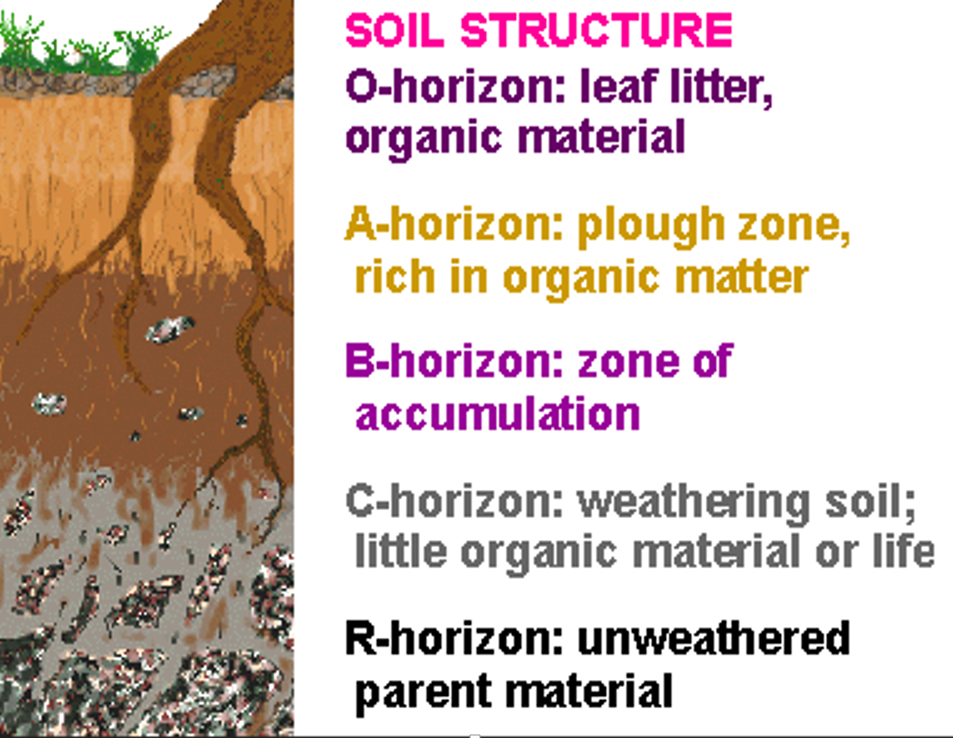 SOIL STRUCTURE
O-horizon: leaf litter,
organic material
A-horizon: plough zone,
rich in organic matter
B-horizon: zone of
accumulation
C-horizon: weathering soil;
little organic material or life
R-horizon: unweathered
parent material